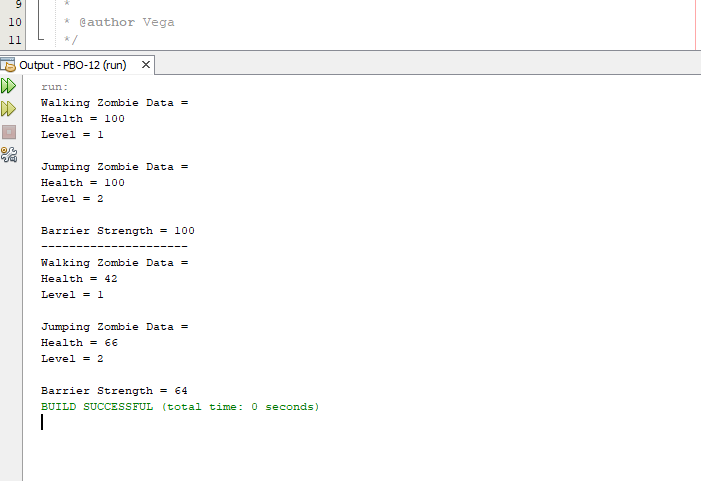 9 *
10 * @author Vega
11 */
Output - PBO-12 (run)
run:
Walking Zombie Data =
Health = 100
Level = 1
Jumping Zombie Data =
Health = 100
Level = 2
Barrier Strength = 100
---------------------
Walking Zombie Data =
Health = 42
Level = 1
Jumping Zombie Data =
Health = 66
Level = 2
Barrier Strength = 64
BUILD SUCCESSFUL (total time: 0 seconds)